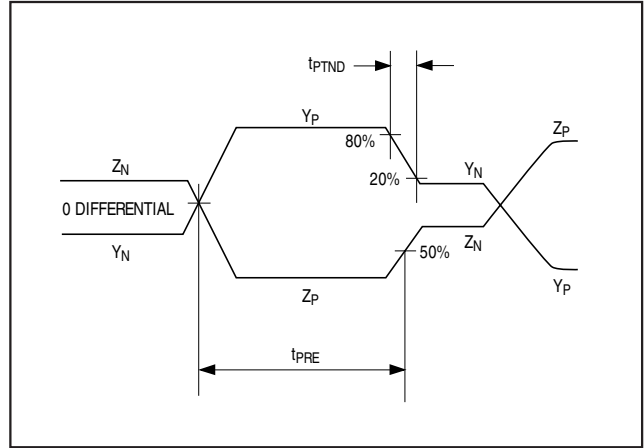 tPTND
YP
ZP
80%
ZN
20%
YN
0 DIFFERENTIAL
ZN
YN
50%
ZP
YP
tPRE